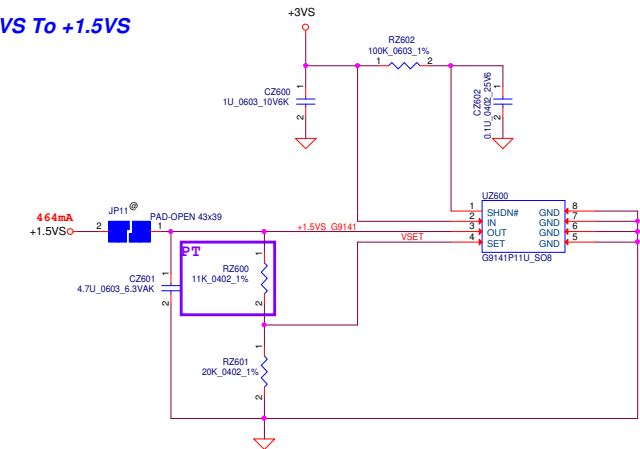 VS To +1.5VS
+3VS
RZ602
1 2
100K_0603_1%
CZ600
1U_0603_10V6K
1
2
CZ602
0.1U_0402_25V6
1
2
UZ600
1 SHDN# GND 8
2 IN GND 7
3 OUT GND 6
4 SET GND 5
G9141P11U_SO8
JP11 @
PAD-OPEN 43x39
464mA
+1.5VS 2 1
+1.5VS_G9141
VSET
PT
RZ600
11K_0402_1%
1
2
CZ601
4.7U_0603_6.3VAK
1
2
RZ601
20K_0402_1%
1
2